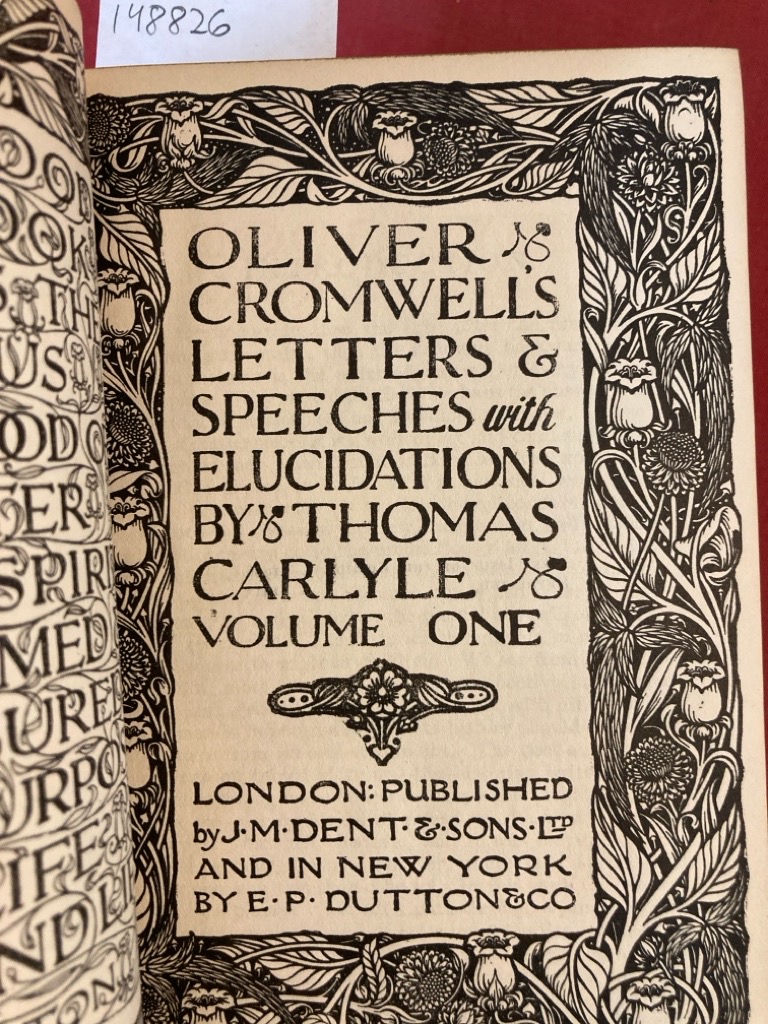 148826
OLIVER
CROMWELL'S
LETTERS &
SPEECHES with
ELUCIDATIONS
BY THOMAS
CARLYLE
VOLUME ONE
LONDON: PUBLISHED
by J·M·DENT·&·SONS·LTD
AND IN NEW YORK
BY E·P·DUTTON&CO